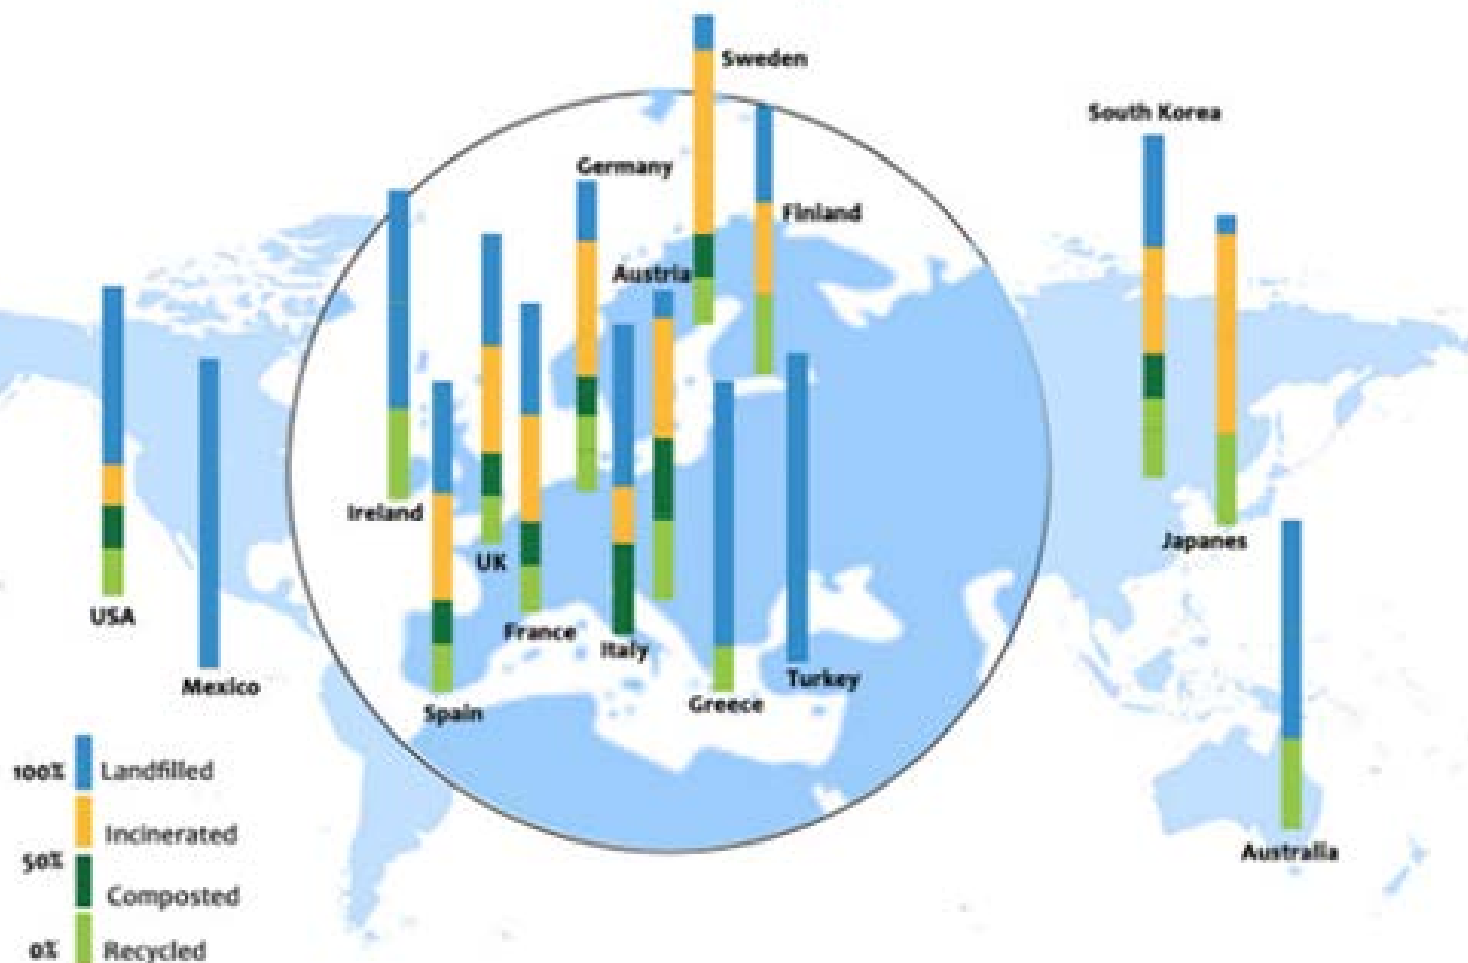 Sweden
South Korea
Germany
Finland
Austria
Ireland
Japanes
UK
USA
France
Italy
Turkey
Mexico
Greece
Spain
100% Landfilled
Incinerated
50%
Composted
0% Recycled
Australia